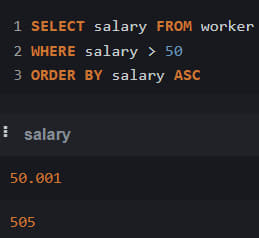 1 SELECT salary FROM worker
2 WHERE salary > 50
3 ORDER BY salary ASC
salary
50.001
505